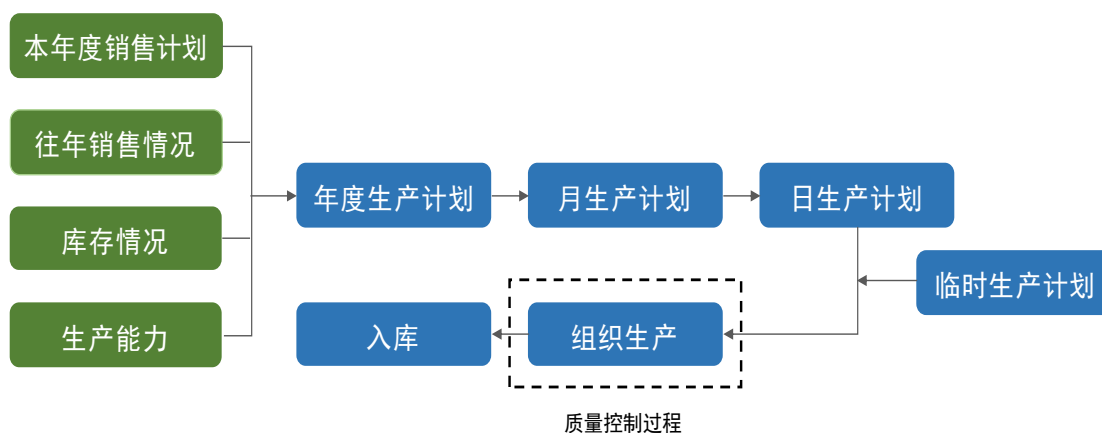 本年度销售计划
往年销售情况
库存情况
生产能力
年度生产计划
月生产计划
日生产计划
临时生产计划
组织生产
入库
质量控制过程